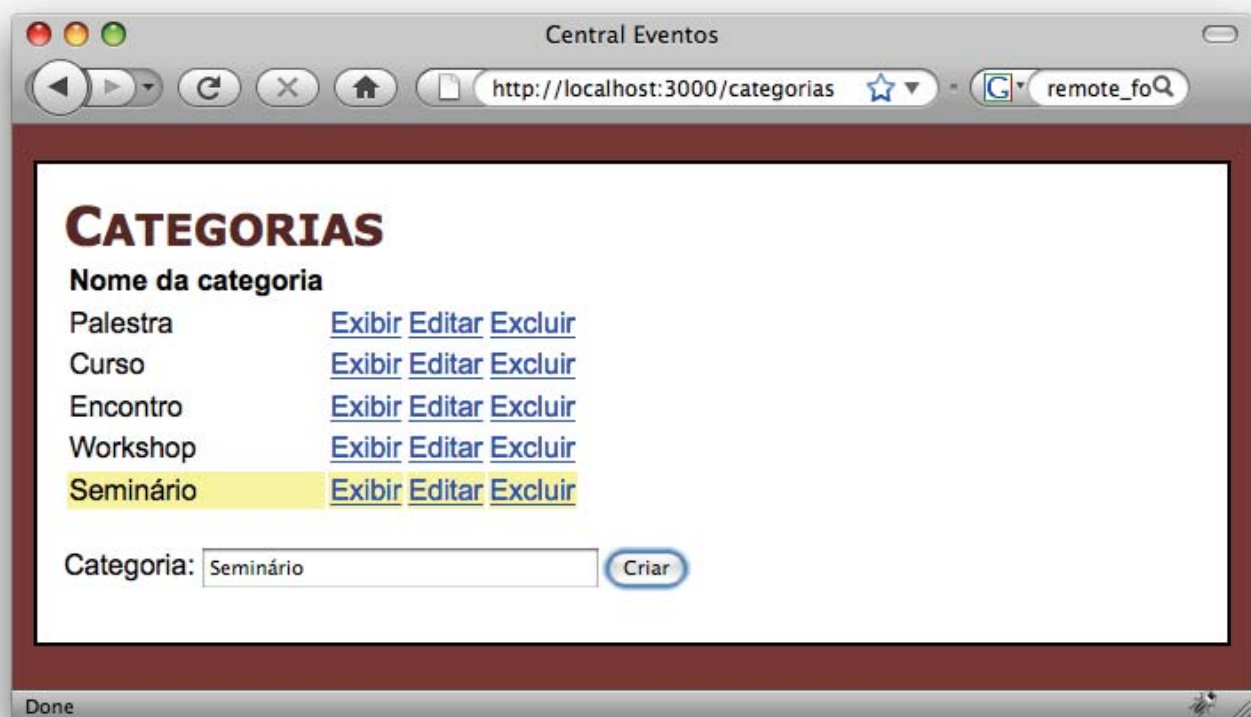 Central Eventos
http://localhost:3000/categorias
G
remote_fo
CATEGORIAS
Nome da categoria
Palestra Exibir Editar Excluir
Curso Exibir Editar Excluir
Encontro Exibir Editar Excluir
Workshop Exibir Editar Excluir
Seminário Exibir Editar Excluir
Categoria: Seminário Criar
Done